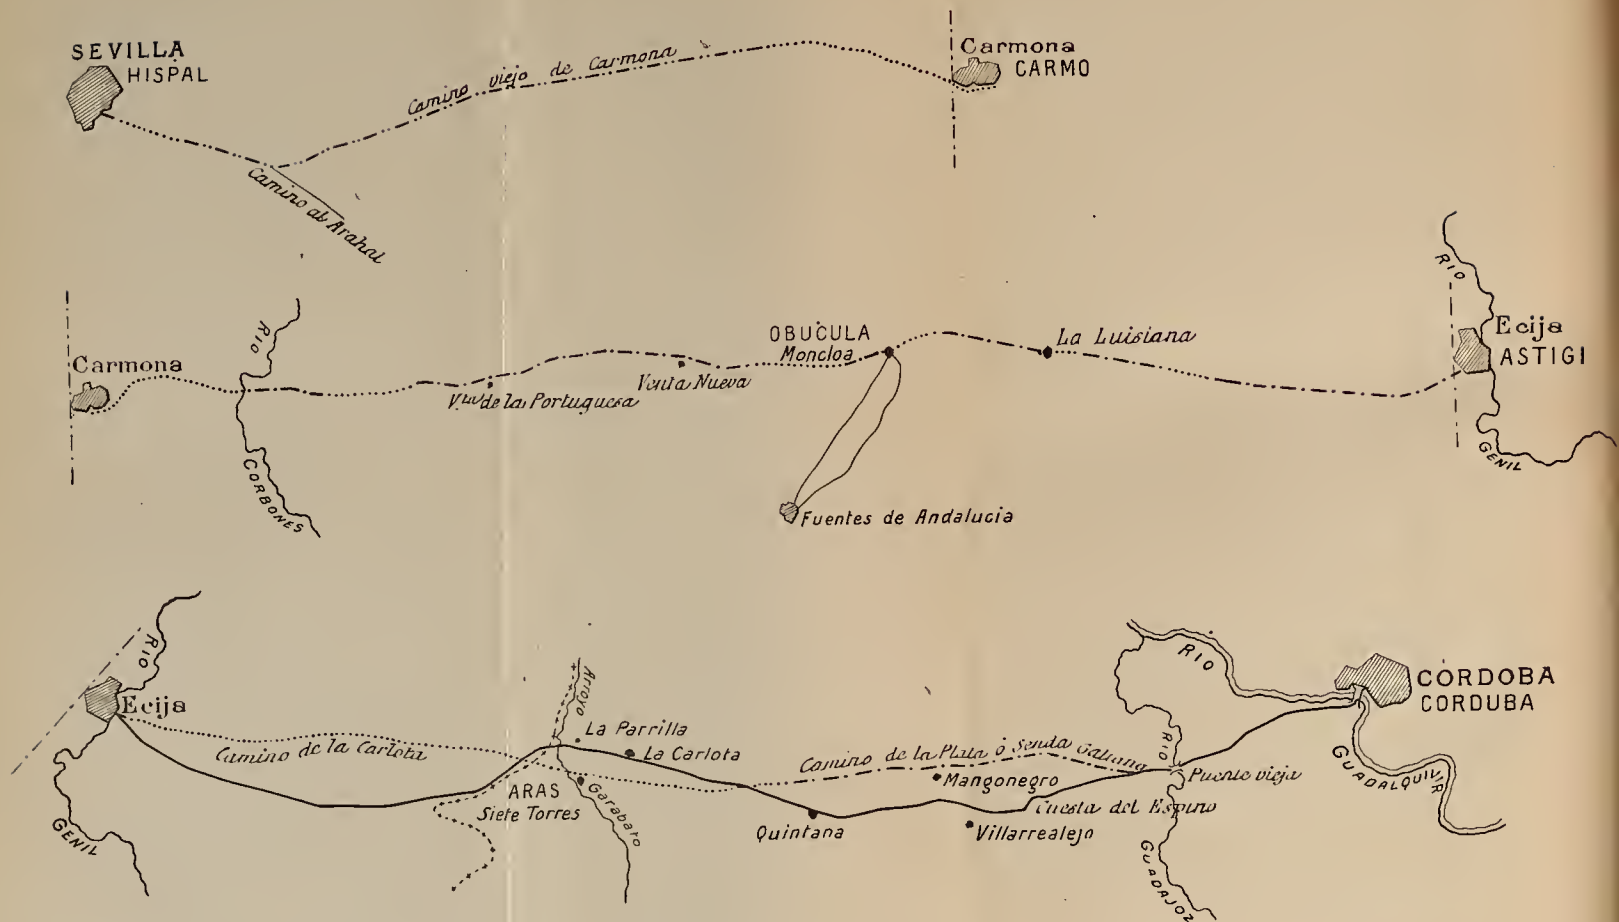 SEVILLA
HISPAL
Camino viejo de Carmona
Carmona
CARMO
Camino al Arahal
Carmona
RIO
CORBONES
Vta de la Portuguesa
Venta Nueva
OBÚCULA
Moncloa
La Luisiana
Fuentes de Andalucia
RIO
GENIL
Ecija
ASTIGI
RIO
Ecija
GENIL
Camino de la Carlota
Arroyo
Garabato
La Parrilla
La Carlota
ARAS
Siete Torres
Camino de la Plata ó Senda Galiana
Mangonegro
Quintana
Cuesta del Espino
Villarrealejo
RIO
GUADAJOZ
Puente vieja
RIO
GUADALQUIVIR
CÓRDOBA
CORDUBA